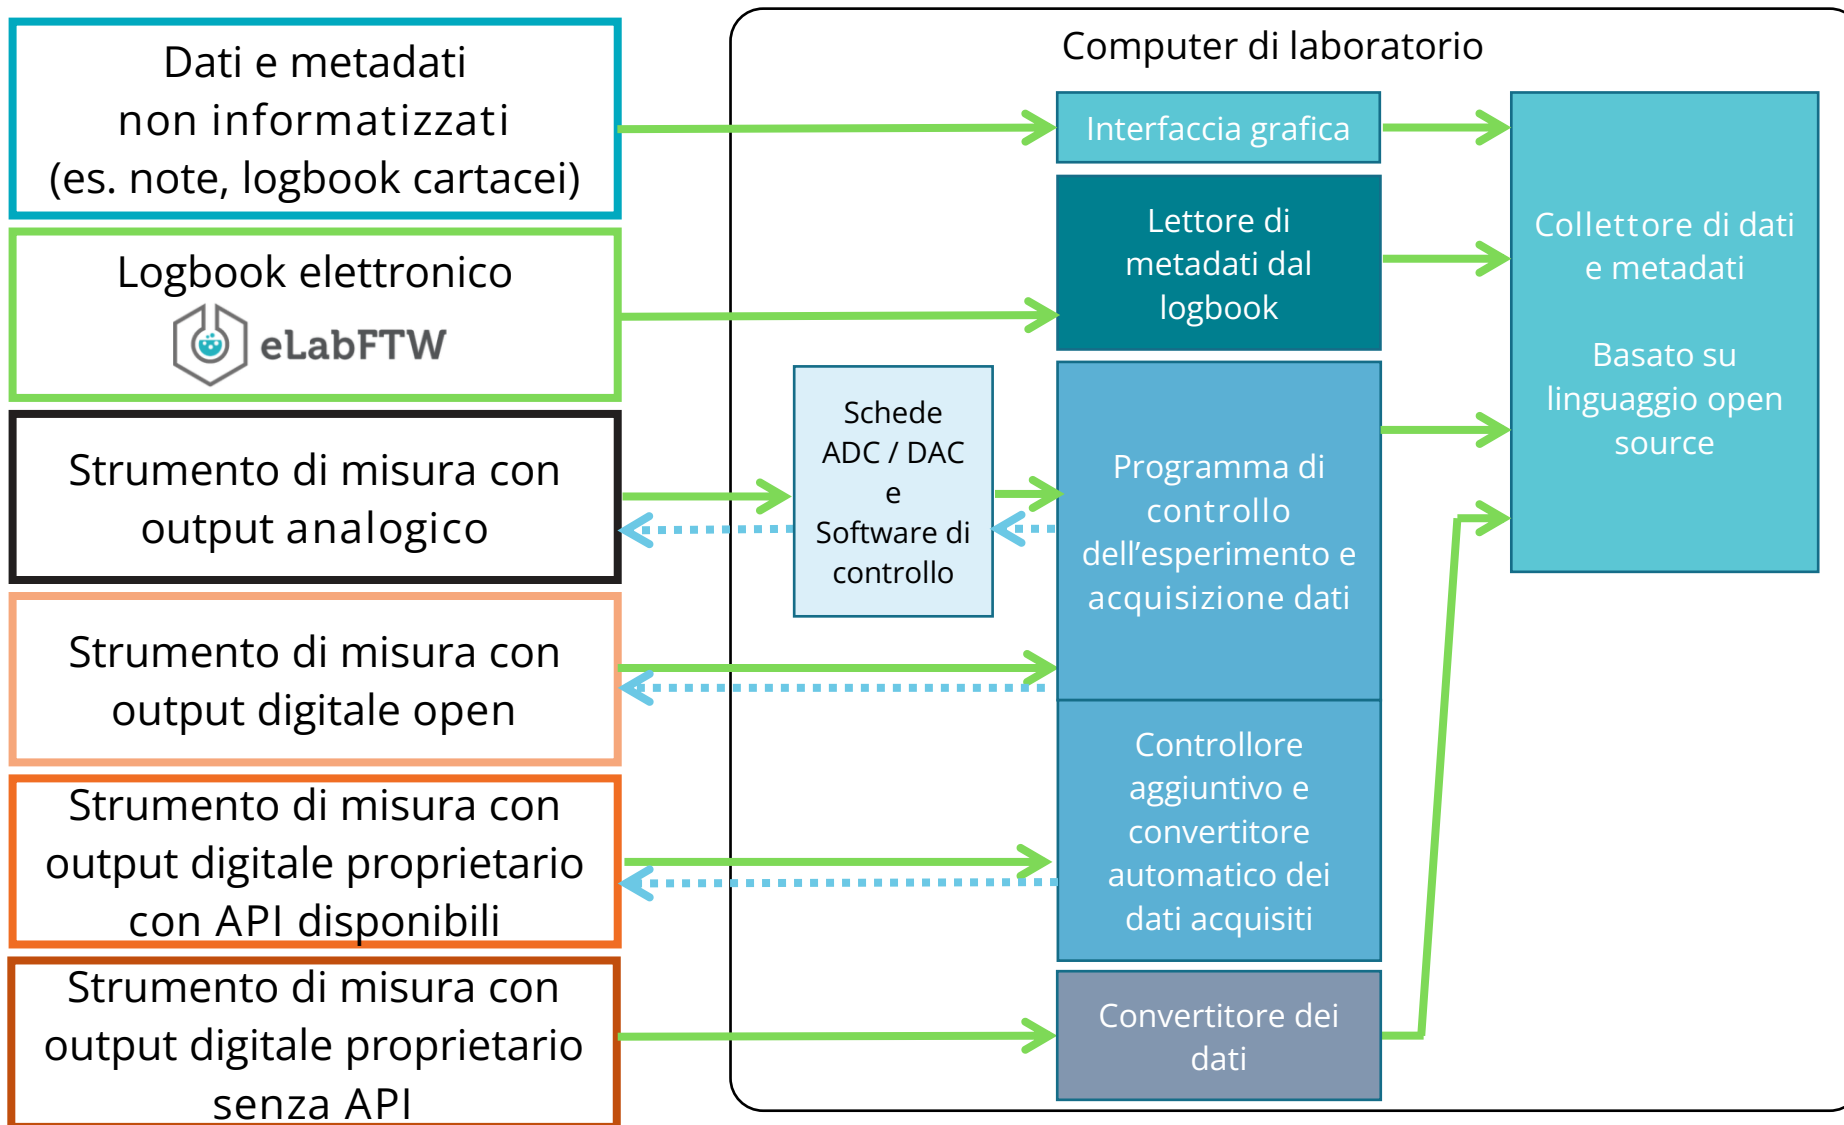 Dati e metadati
non informatizzati
(es. note, logbook cartacei)
Logbook elettronico
eLabFTW
Strumento di misura con
output analogico
Strumento di misura con
output digitale open
Strumento di misura con
output digitale proprietario
con API disponibili
Strumento di misura con
output digitale proprietario
senza API
Computer di laboratorio
Schede
ADC / DAC
e
Software di
controllo
Interfaccia grafica
Lettore di
metadati dal
logbook
Programma di
controllo
dell’esperimento e
acquisizione dati
Controllore
aggiuntivo e
convertitore
automatico dei
dati acquisiti
Convertitore dei
dati
Collettore di dati
e metadati
Basato su
linguaggio open
source